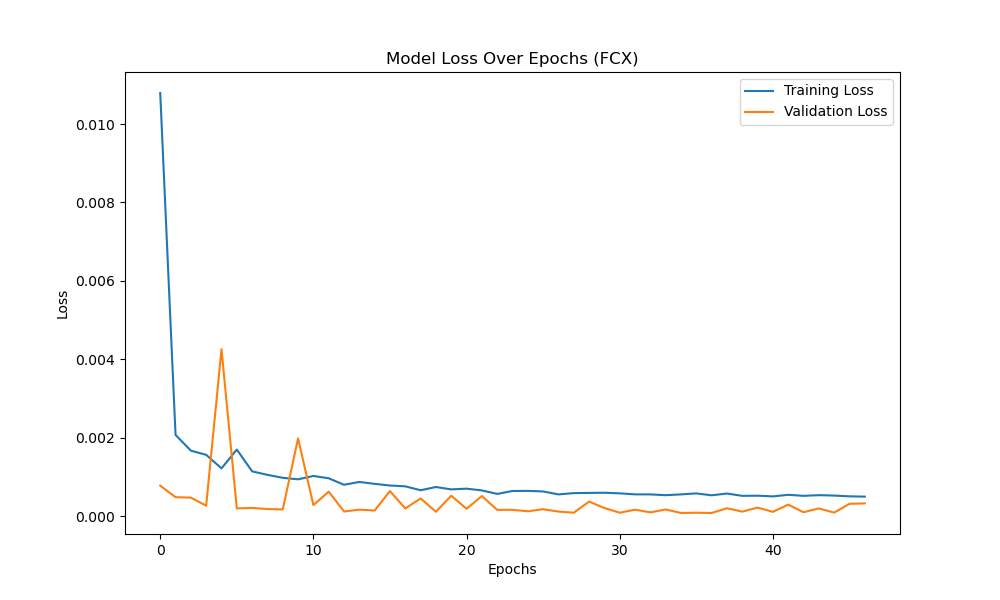 Model Loss Over Epochs (FCX)
Training Loss
Validation Loss
0.010
0.008
0.006
0.004
0.002
0.000
Loss
0 10 20 30 40
Epochs